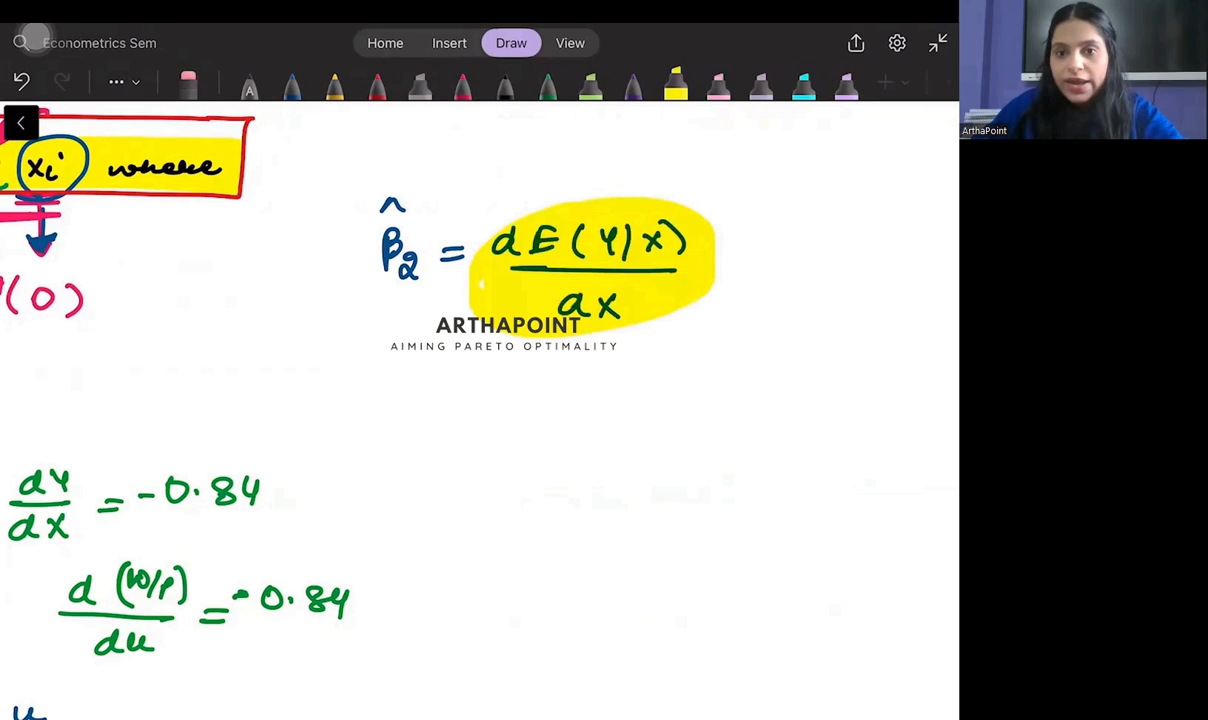 Econometrics Sem
Home Insert Draw View
A
ArthaPoint
xi' where
(0)
β̂2 = dE(Y|X)
dX
ARTHAPOINT
AIMING PARETO OPTIMALITY
dY
dX = -0.84
d(W/P)
du = -0.84
u